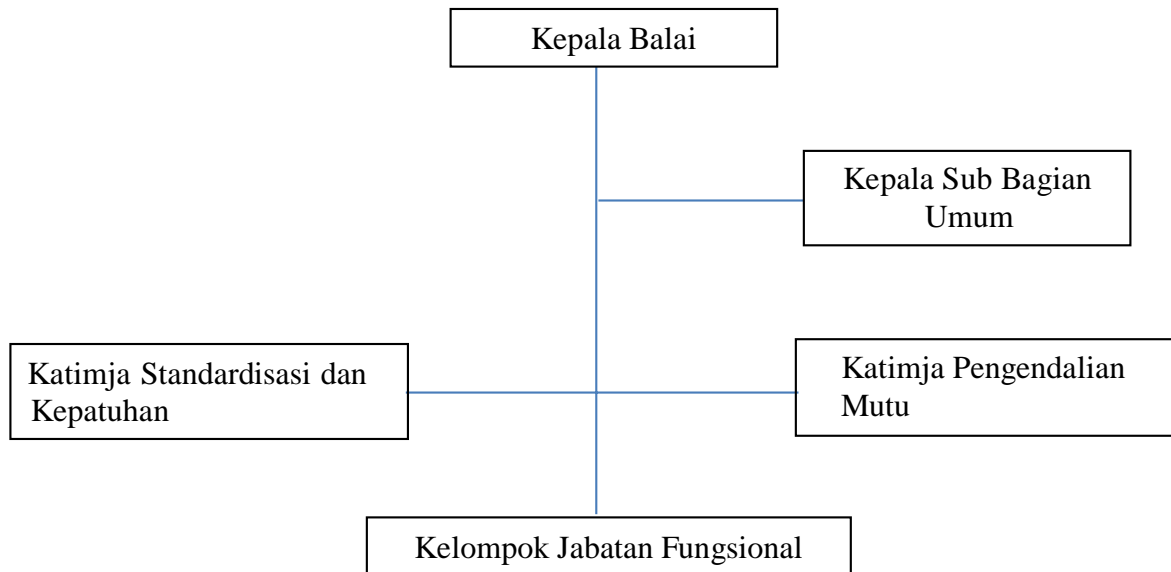 Kepala Balai
Kepala Sub Bagian
Umum
Katimja Standardisasi dan
Kepatuhan
Katimja Pengendalian
Mutu
Kelompok Jabatan Fungsional